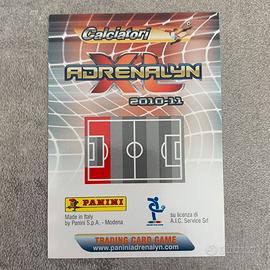 Calciatori
ADRENALYN
XL
2010-11
PANINI
Made in Italy
by Panini S.p.A. - Modena
su licenza di
A.I.C. Service Srl
TRADING CARD GAME
www.paniniadrenalyn.com